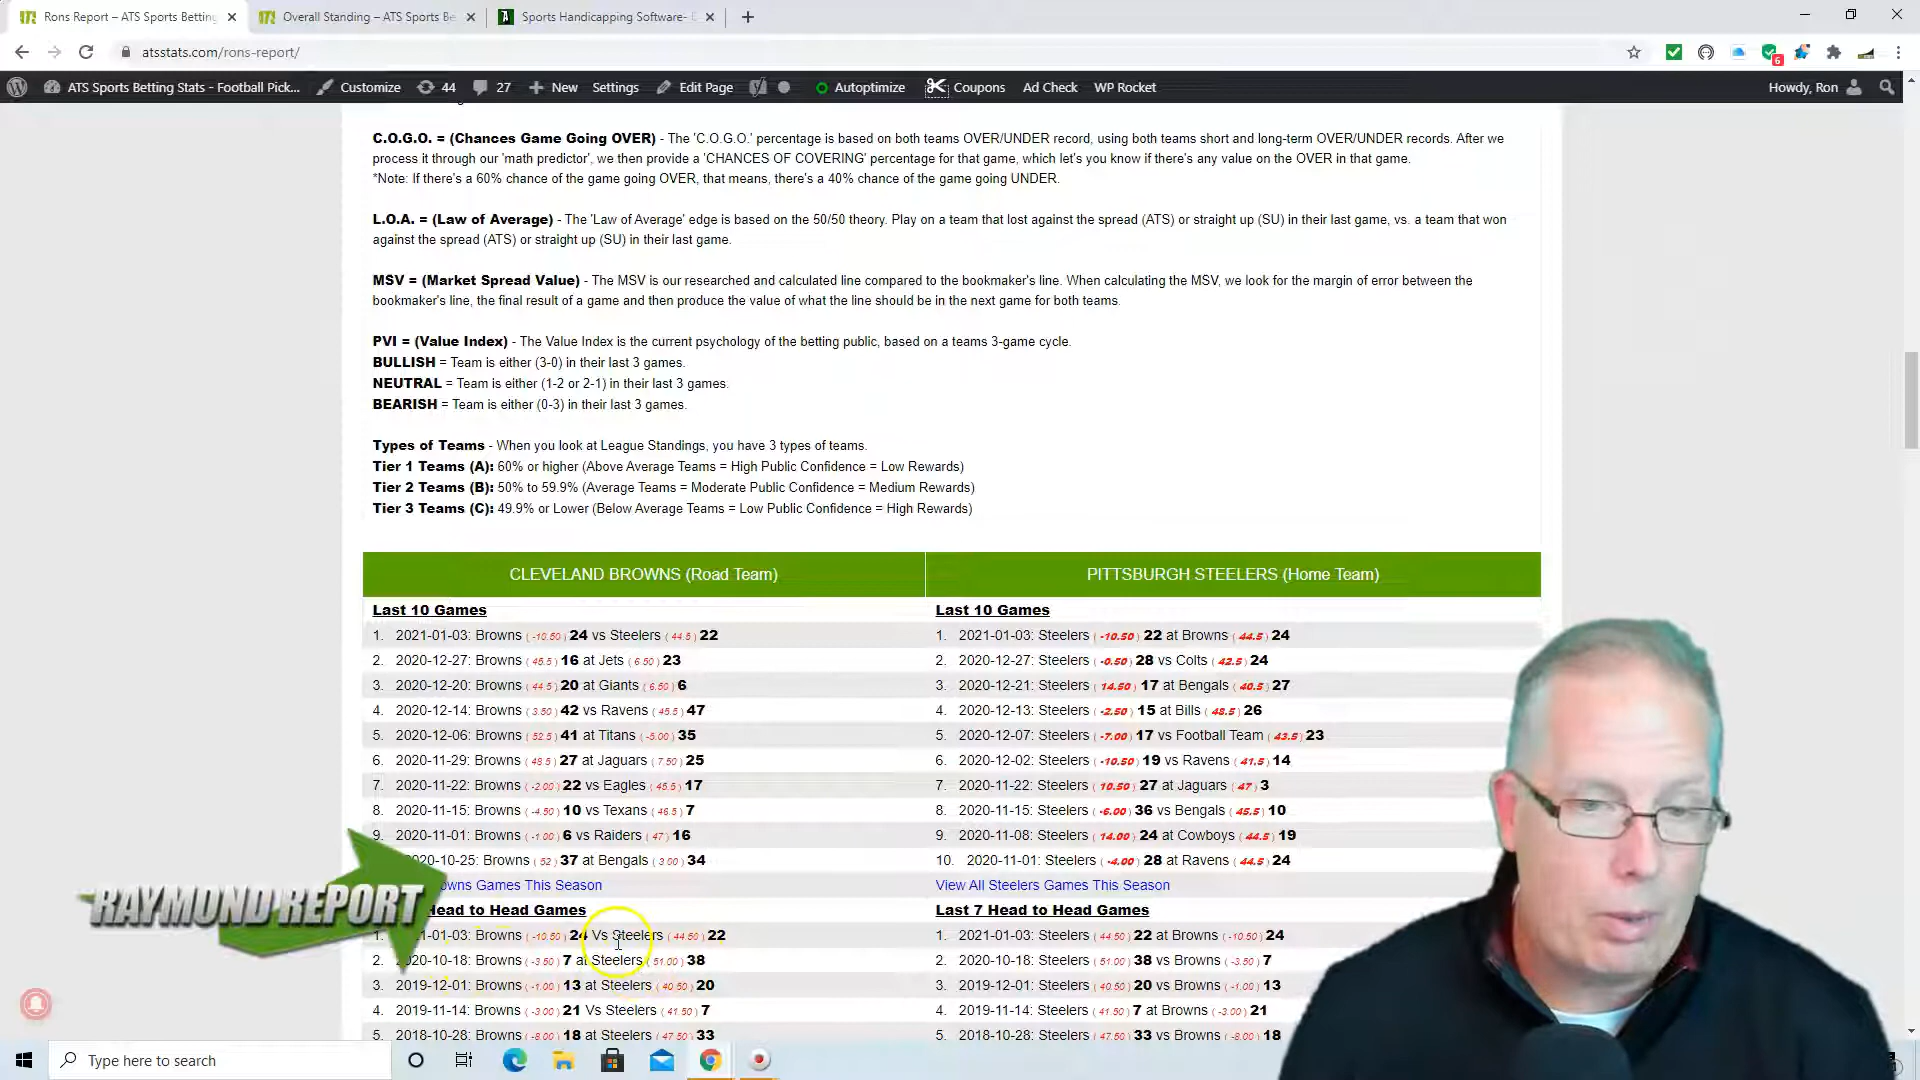 Rons Report – ATS Sports Betting
Overall Standing – ATS Sports Be
Sports Handicapping Software-
atsstats.com/rons-report/
6
ATS Sports Betting Stats - Football Pick...
Customize
44
27
New
Settings
Edit Page
Autoptimize
Coupons
Ad Check
WP Rocket
Howdy, Ron
C.O.G.O. = (Chances Game Going OVER) - The 'C.O.G.O.' percentage is based on both teams OVER/UNDER record, using both teams short and long-term OVER/UNDER records. After we
process it through our 'math predictor', we then provide a 'CHANCES OF COVERING' percentage for that game, which let's you know if there's any value on the OVER in that game.
*Note: If there's a 60% chance of the game going OVER, that means, there's a 40% chance of the game going UNDER.
L.O.A. = (Law of Average) - The 'Law of Average' edge is based on the 50/50 theory. Play on a team that lost against the spread (ATS) or straight up (SU) in their last game, vs. a team that won
against the spread (ATS) or straight up (SU) in their last game.
MSV = (Market Spread Value) - The MSV is our researched and calculated line compared to the bookmaker's line. When calculating the MSV, we look for the margin of error between the
bookmaker's line, the final result of a game and then produce the value of what the line should be in the next game for both teams.
PVI = (Value Index) - The Value Index is the current psychology of the betting public, based on a teams 3-game cycle.
BULLISH = Team is either (3-0) in their last 3 games.
NEUTRAL = Team is either (1-2 or 2-1) in their last 3 games.
BEARISH = Team is either (0-3) in their last 3 games.
Types of Teams - When you look at League Standings, you have 3 types of teams.
Tier 1 Teams (A): 60% or higher (Above Average Teams = High Public Confidence = Low Rewards)
Tier 2 Teams (B): 50% to 59.9% (Average Teams = Moderate Public Confidence = Medium Rewards)
Tier 3 Teams (C): 49.9% or Lower (Below Average Teams = Low Public Confidence = High Rewards)
CLEVELAND BROWNS (Road Team)
Last 10 Games
1. 2021-01-03: Browns ( -10.50 ) 24 vs Steelers ( 44.5 ) 22
2. 2020-12-27: Browns ( 45.5 ) 16 at Jets ( 6.50 ) 23
3. 2020-12-20: Browns ( 44.5 ) 20 at Giants ( 6.50 ) 6
4. 2020-12-14: Browns ( 3.50 ) 42 vs Ravens ( 45.5 ) 47
5. 2020-12-06: Browns ( 52.5 ) 41 at Titans ( -5.00 ) 35
6. 2020-11-29: Browns ( 48.5 ) 27 at Jaguars ( 7.50 ) 25
7. 2020-11-22: Browns ( -2.00 ) 22 vs Eagles ( 45.5 ) 17
8. 2020-11-15: Browns ( -4.50 ) 10 vs Texans ( 46.5 ) 7
9. 2020-11-01: Browns ( -1.00 ) 6 vs Raiders ( 47 ) 16
2020-10-25: Browns ( 52 ) 37 at Bengals ( 3.00 ) 34
Games This Season
Head to Head Games
1. 2021-01-03: Browns ( -10.50 ) 24 Vs Steelers ( 44.50 ) 22
2. 2020-10-18: Browns ( -3.50 ) 7 at Steelers ( 51.00 ) 38
3. 2019-12-01: Browns ( -1.00 ) 13 at Steelers ( 40.50 ) 20
4. 2019-11-14: Browns ( -3.00 ) 21 Vs Steelers ( 41.50 ) 7
5. 2018-10-28: Browns ( -8.00 ) 18 at Steelers ( 47.50 ) 33
PITTSBURGH STEELERS (Home Team)
Last 10 Games
1. 2021-01-03: Steelers ( -10.50 ) 22 at Browns ( 44.5 ) 24
2. 2020-12-27: Steelers ( -0.50 ) 28 vs Colts ( 42.5 ) 24
3. 2020-12-21: Steelers ( 14.50 ) 17 at Bengals ( 40.5 ) 27
4. 2020-12-13: Steelers ( -2.50 ) 15 at Bills ( 48.5 ) 26
5. 2020-12-07: Steelers ( -7.00 ) 17 vs Football Team ( 43.5 ) 23
6. 2020-12-02: Steelers ( -10.50 ) 19 vs Ravens ( 41.5 ) 14
7. 2020-11-22: Steelers ( 10.50 ) 27 at Jaguars ( 47 ) 3
8. 2020-11-15: Steelers ( -6.00 ) 36 vs Bengals ( 45.5 ) 10
9. 2020-11-08: Steelers ( 14.00 ) 24 at Cowboys ( 44.5 ) 19
10. 2020-11-01: Steelers ( -4.00 ) 28 at Ravens ( 44.5 ) 24
View All Steelers Games This Season
Last 7 Head to Head Games
1. 2021-01-03: Steelers ( 44.50 ) 22 at Browns ( -10.50 ) 24
2. 2020-10-18: Steelers ( 51.00 ) 38 vs Browns ( -3.50 ) 7
3. 2019-12-01: Steelers ( 40.50 ) 20 vs Browns ( -1.00 ) 13
4. 2019-11-14: Steelers ( 41.50 ) 7 at Browns ( -3.00 ) 21
5. 2018-10-28: Steelers ( 47.50 ) 33 vs Browns ( -8.00 ) 18
RAYMOND REPORT
Type here to search